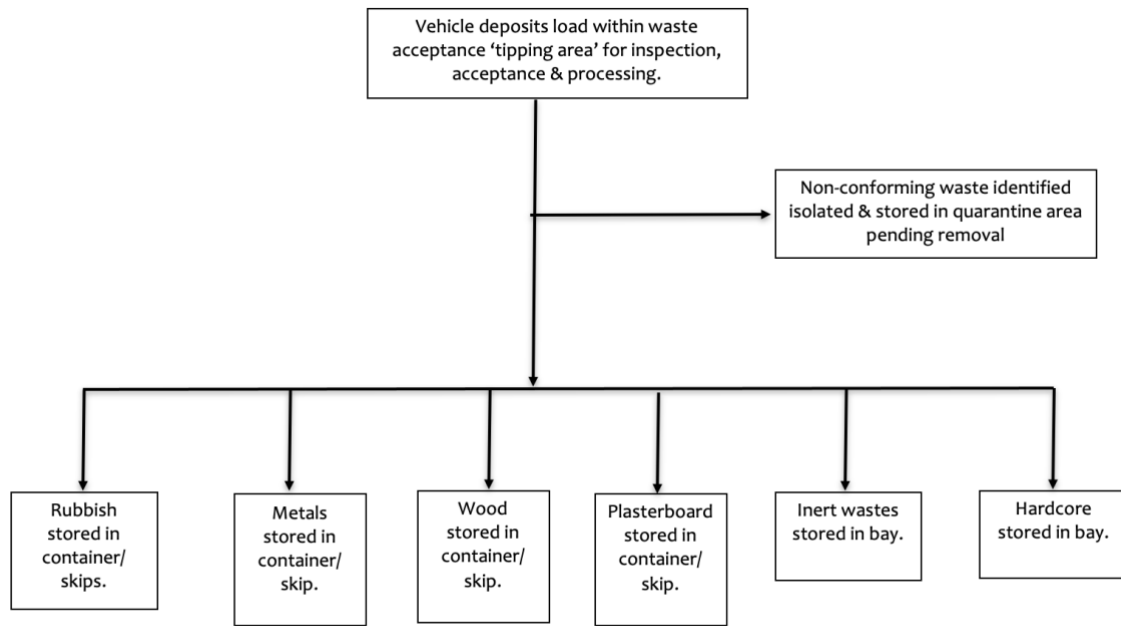 Vehicle deposits load within waste
acceptance ‘tipping area’ for inspection,
acceptance & processing.
Non-conforming waste identified
isolated & stored in quarantine area
pending removal
Rubbish
stored in
container/
skips.
Metals
stored in
container/
skip.
Wood
stored in
container/
skip.
Plasterboard
stored in
container/
skip.
Inert wastes
stored in bay.
Hardcore
stored in bay.